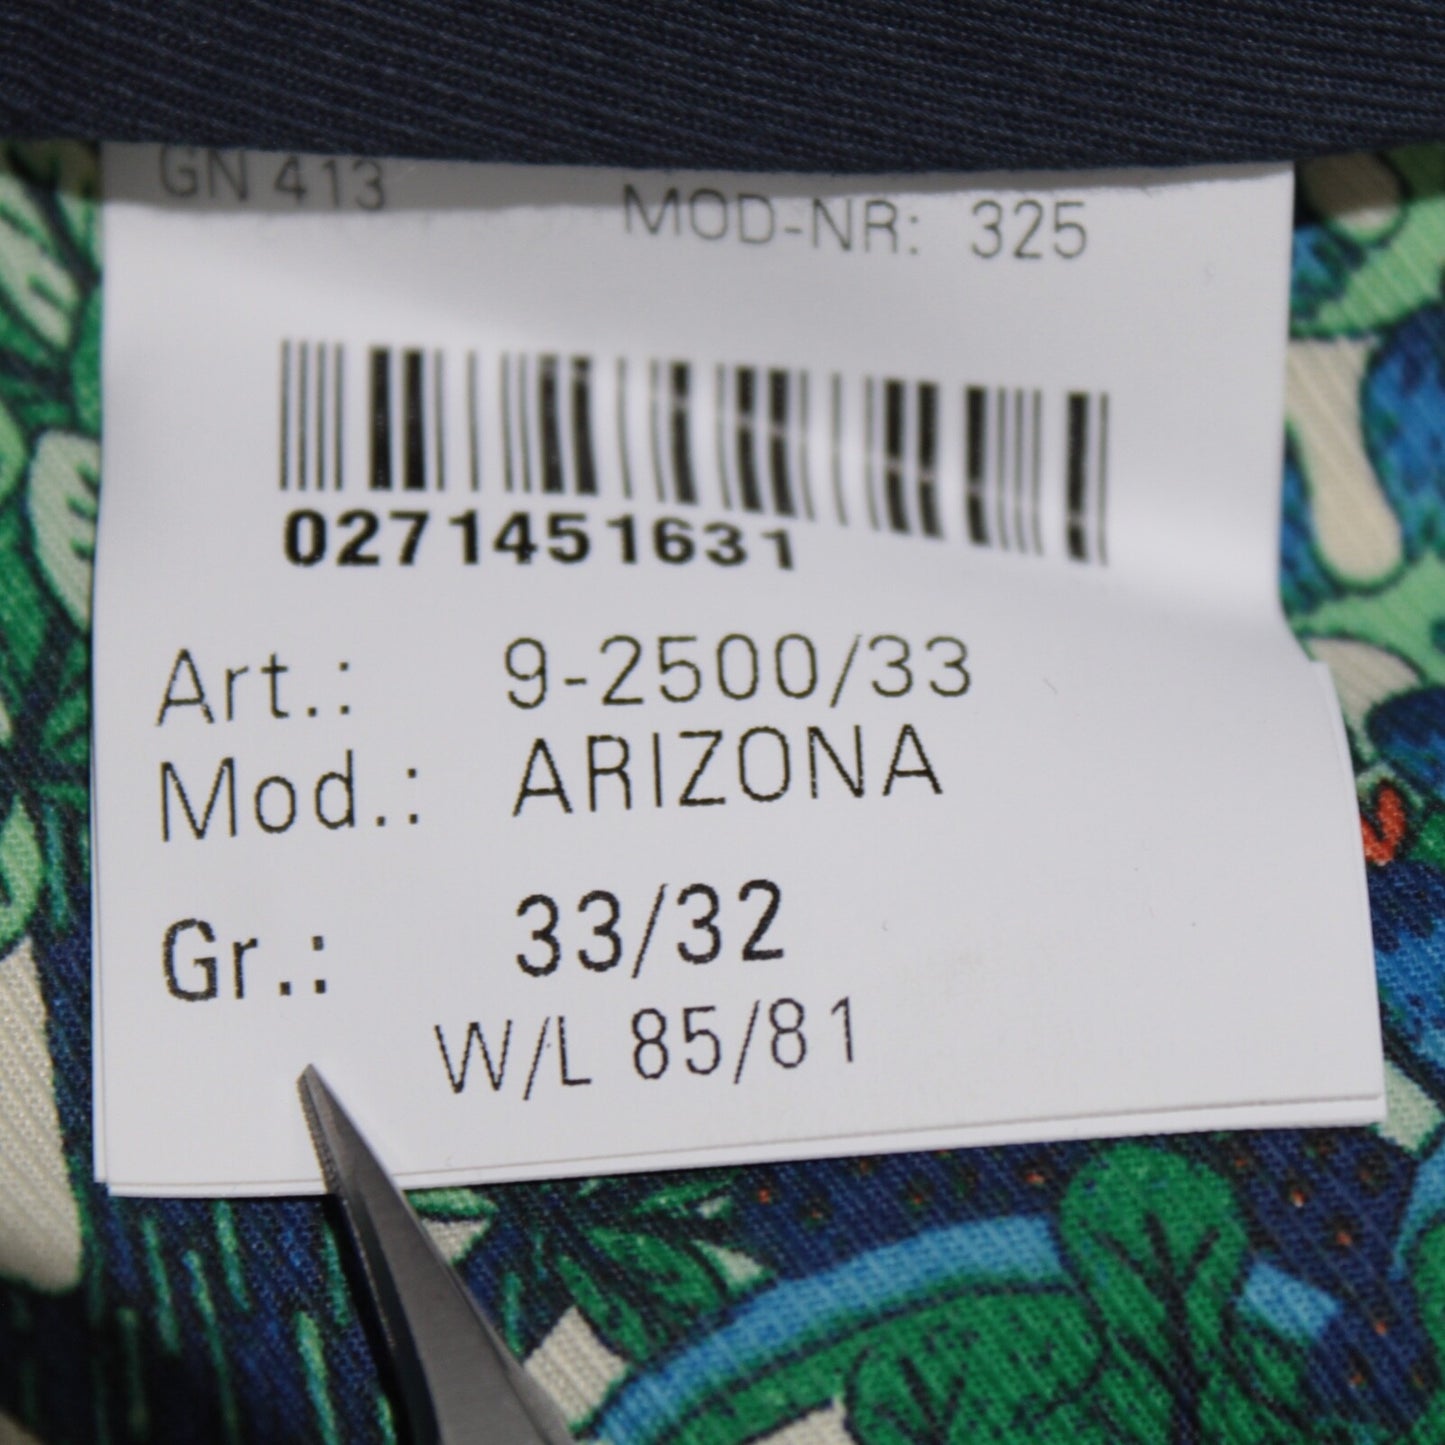 GN 413 MOD-NR: 325
0271451631
Art.: 9-2500/33
Mod.: ARIZONA
Gr.: 33/32
W/L 85/81